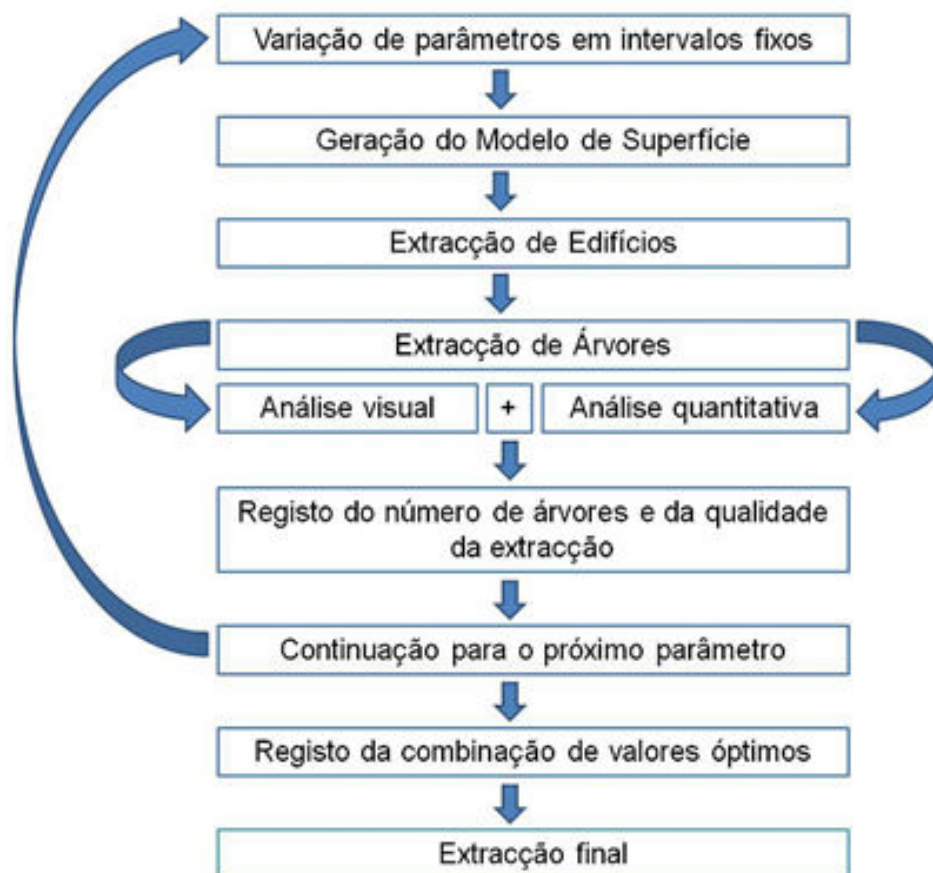 Variação de parâmetros em intervalos fixos
Geração do Modelo de Superfície
Extracção de Edifícios
Extracção de Árvores
Análise visual
+
Análise quantitativa
Registo do número de árvores e da qualidade
da extracção
Continuação para o próximo parâmetro
Registo da combinação de valores óptimos
Extracção final